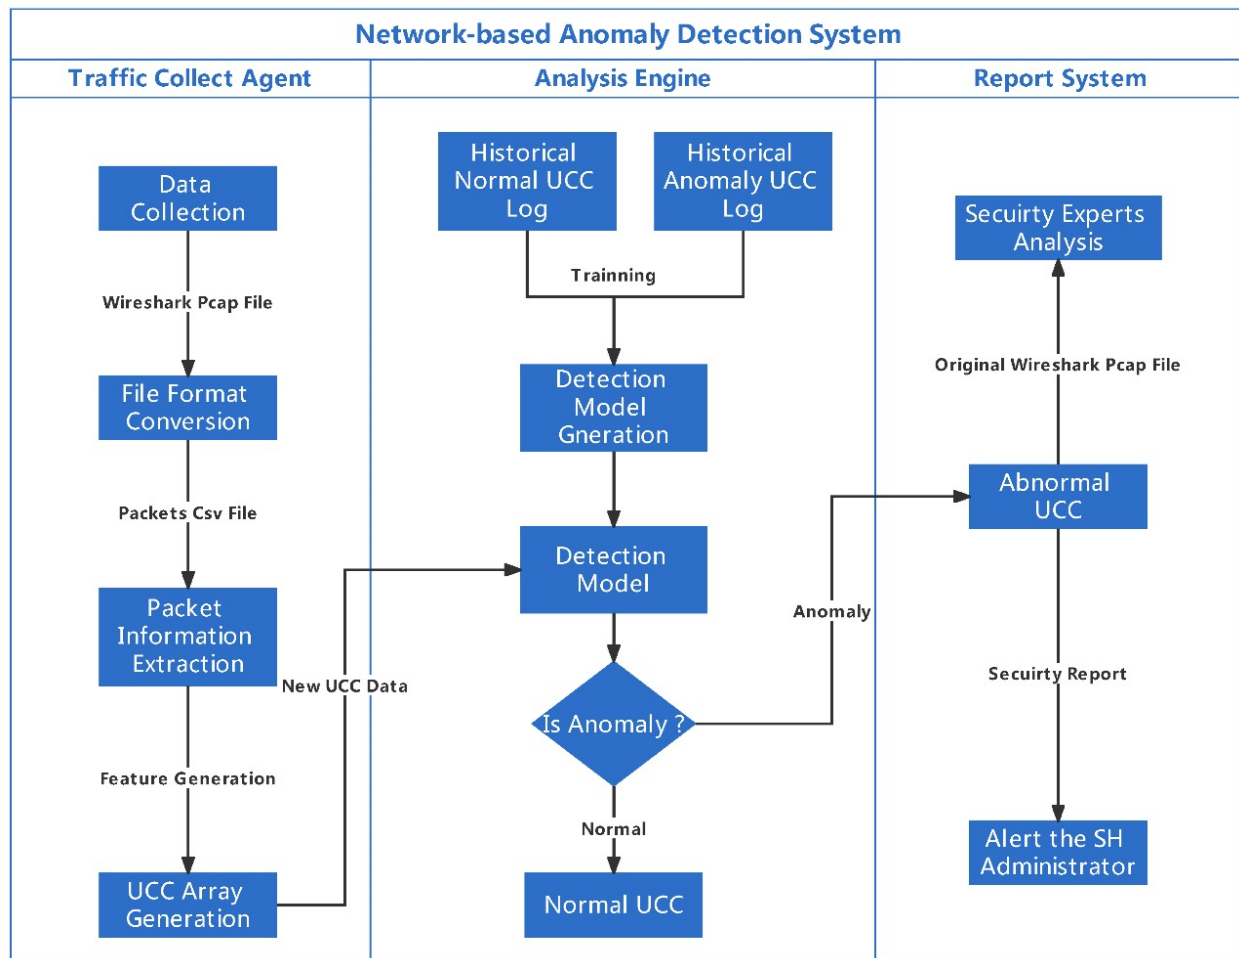 Network-based Anomaly Detection System
Traffic Collect Agent
Data
Collection
Wireshark Pcap File
File Format
Conversion
Packets Csv File
Packet
Information
Extraction
Feature Generation
UCC Array
Generation
New UCC Data
Analysis Engine
Historical
Normal UCC
Log
Historical
Anomaly UCC
Log
Trainning
Detection
Model
Gneration
Detection
Model
Is Anomaly ?
Normal
Normal UCC
Anomaly
Report System
Secuirty Experts
Analysis
Original Wireshark Pcap File
Abnormal
UCC
Secuirty Report
Alert the SH
Administrator